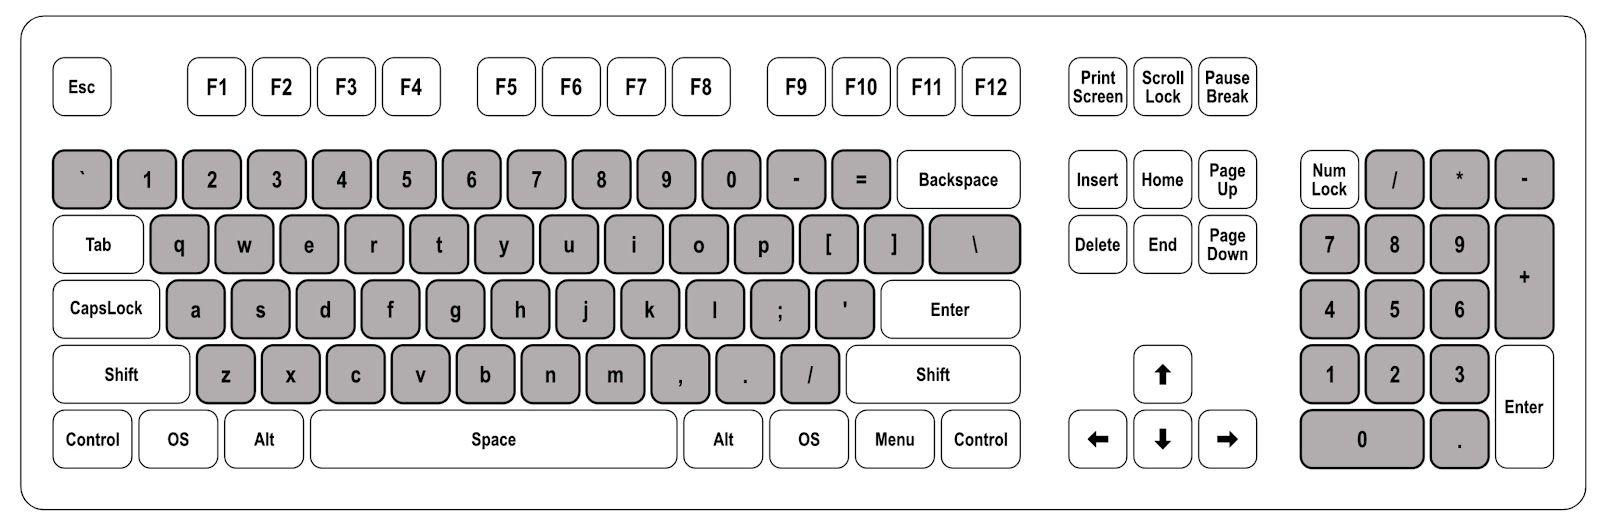 Esc F1 F2 F3 F4 F5 F6 F7 F8 F9 F10 F11 F12 Print Screen Scroll Lock Pause Break
` 1 2 3 4 5 6 7 8 9 0 - = Backspace Insert Home Page Up Num Lock / * -
Tab q w e r t y u i o p [ ] \ Delete End Page Down 7 8 9 +
CapsLock a s d f g h j k l ; ' Enter 4 5 6
Shift z x c v b n m , . / Shift ↑ 1 2 3 Enter
Control OS Alt Space Alt OS Menu Control ← ↓ → 0 .